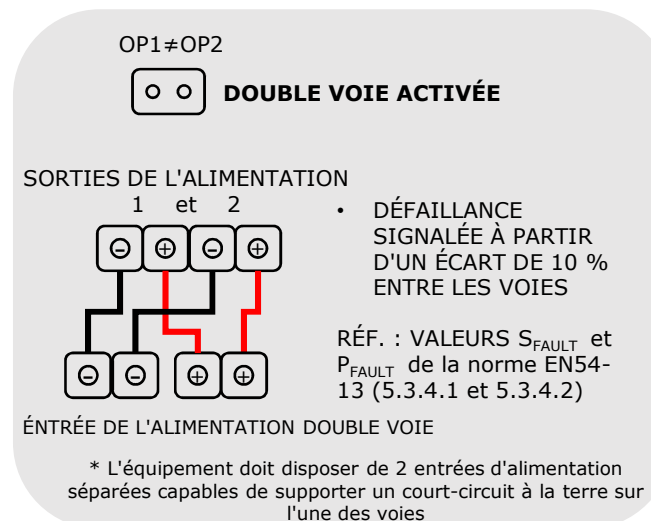 OP1≠OP2
DOUBLE VOIE ACTIVÉE
SORTIES DE L'ALIMENTATION
1 et 2
- + - +
- - + +
• DÉFAILLANCE
SIGNALÉE À PARTIR
D'UN ÉCART DE 10 %
ENTRE LES VOIES
RÉF. : VALEURS S_FAULT et
P_FAULT de la norme EN54-
13 (5.3.4.1 et 5.3.4.2)
ÉNTRÉE DE L'ALIMENTATION DOUBLE VOIE
* L'équipement doit disposer de 2 entrées d'alimentation
séparées capables de supporter un court-circuit à la terre sur
l'une des voies